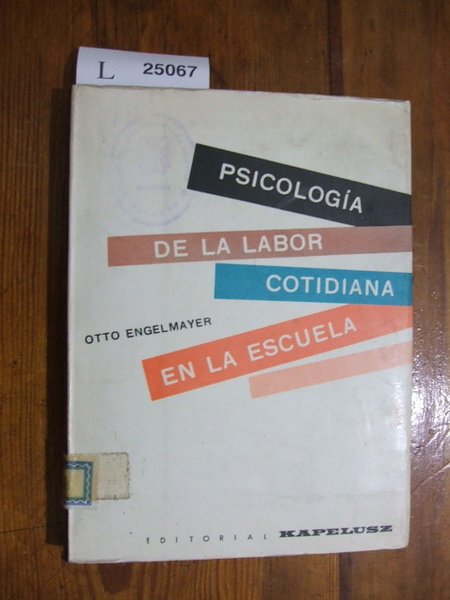 L 25067
PSICOLOGÍA
DE LA LABOR
COTIDIANA
OTTO ENGELMAYER
EN LA ESCUELA
EDITORIAL KAPELUSZ